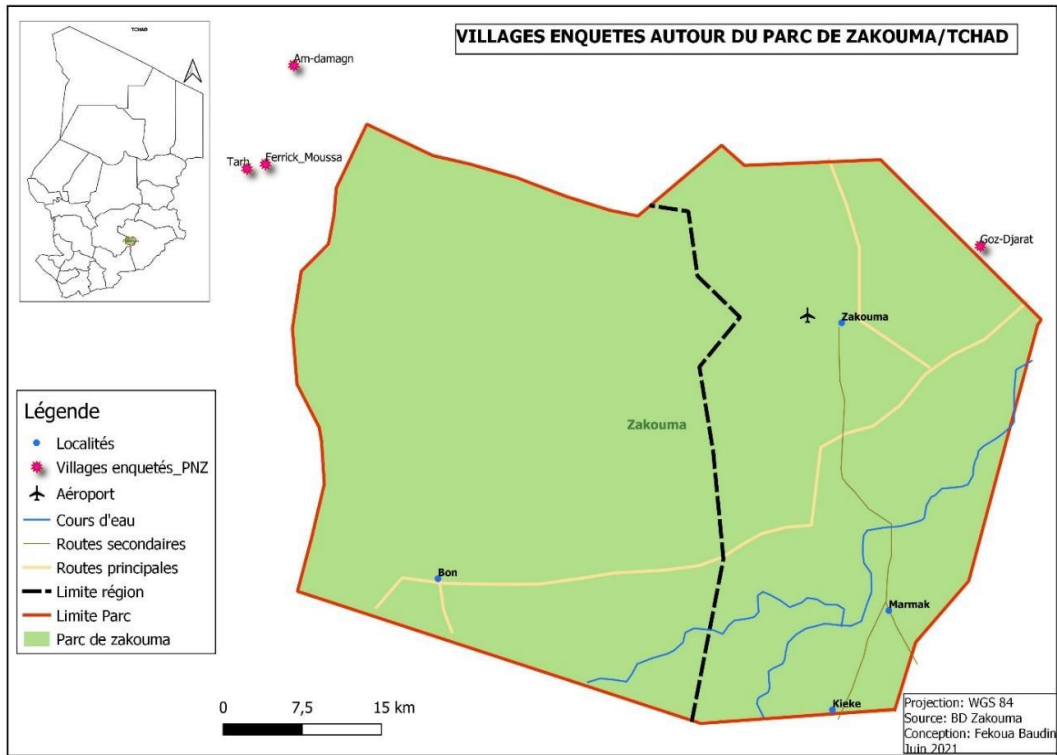 TCHAD
VILLAGES ENQUETES AUTOUR DU PARC DE ZAKOUMA/TCHAD
Am-damagn
Tarh
Ferrick_Moussa
Goz-Djarat
Zakouma
Zakouma
Bon
Marmak
Kieke
Légende
Localités
Villages enquetés_PNZ
Aéroport
Cours d'eau
Routes secondaires
Routes principales
Limite région
Limite Parc
Parc de zakouma
0 7,5 15 km
Projection: WGS 84
Source: BD Zakouma
Conception: Fekoua Baudin
Juin 2021